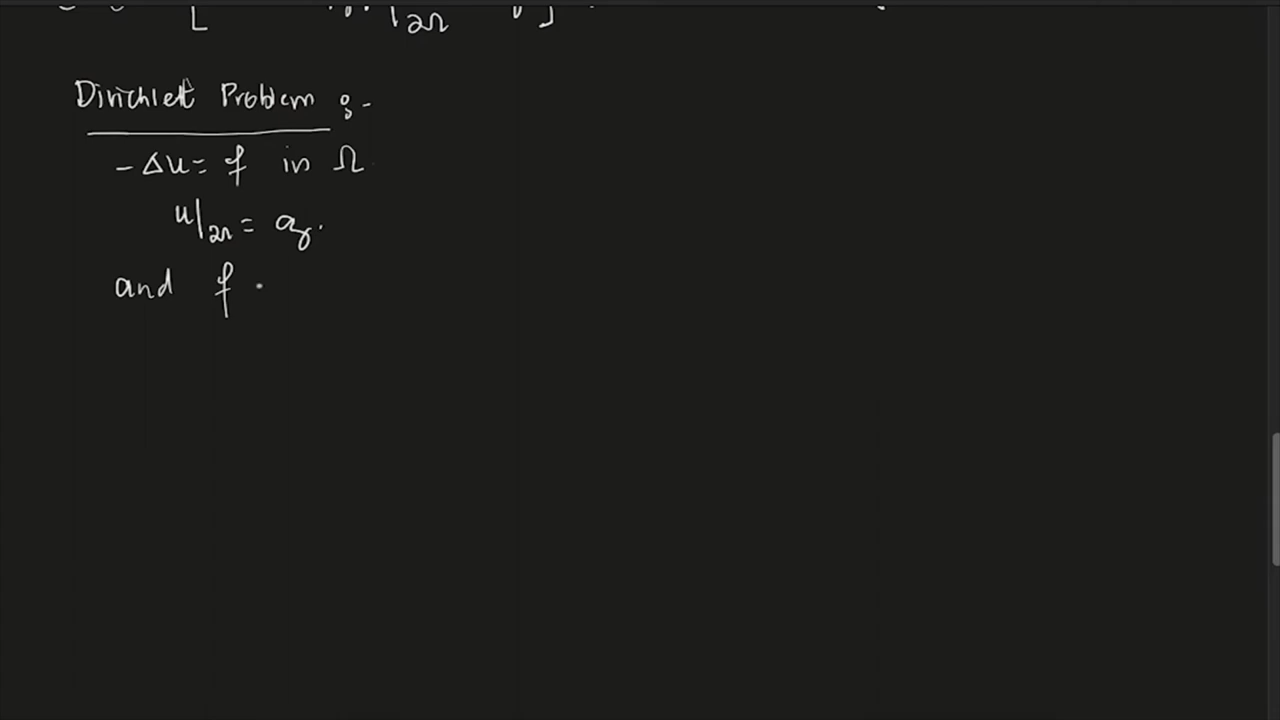 Dirichlet Problem :-
-Δu = f in Ω
u|∂Ω = g.
and f